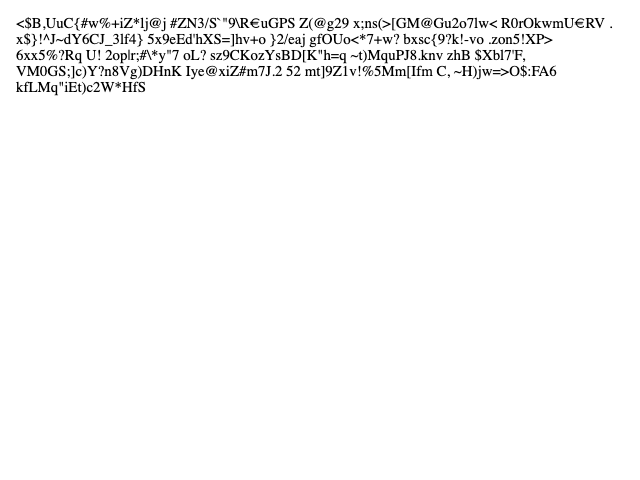 <$B,UuC{#w%+iZ*lj@j #ZN3/S`"9\R€uGPS Z(@g29 x;ns(>[GM@Gu2o7lw< R0rOkwmU€RV .
x$}!^J~dY6CJ_3lf4} 5x9eEd'hXS=]hv+o }2/eaj gfOUo<*7+w? bxsc{9?k!-vo .zon5!XP>
6xx5%?Rq U! 2op|r;#\*y"7 oL? sz9CKozYsBD[K"h=q ~t)MquPJ8.knv zhB $Xbl7'F,
VM0GS;]c)Y?n8Vg)DHnK Iye@xiZ#m7J.2 52 mt]9Z1v!%5Mm[Ifm C, ~H)jw=>O$:FA6
kfLMq"iEt)c2W*HfS